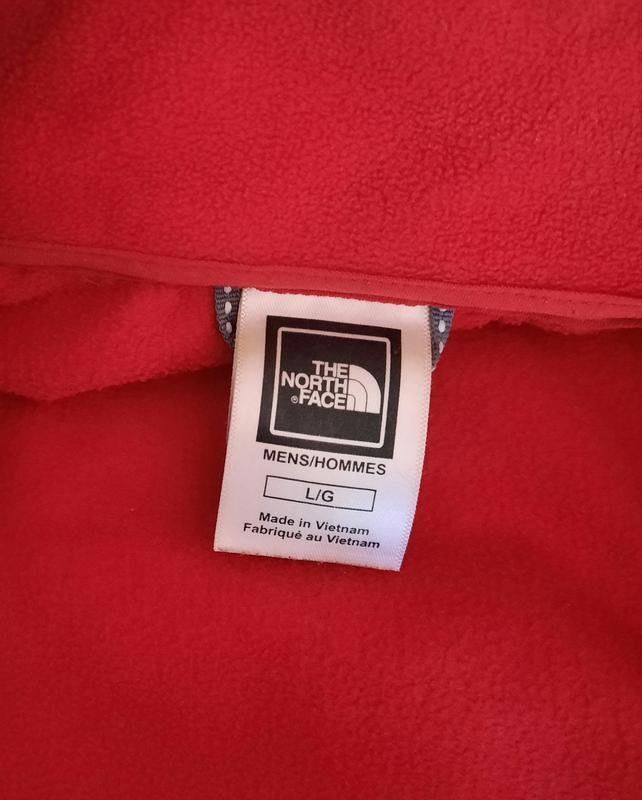 THE
NORTH
®FACE
MENS/HOMMES
L/G
Made in Vietnam
Fabriqué au Vietnam